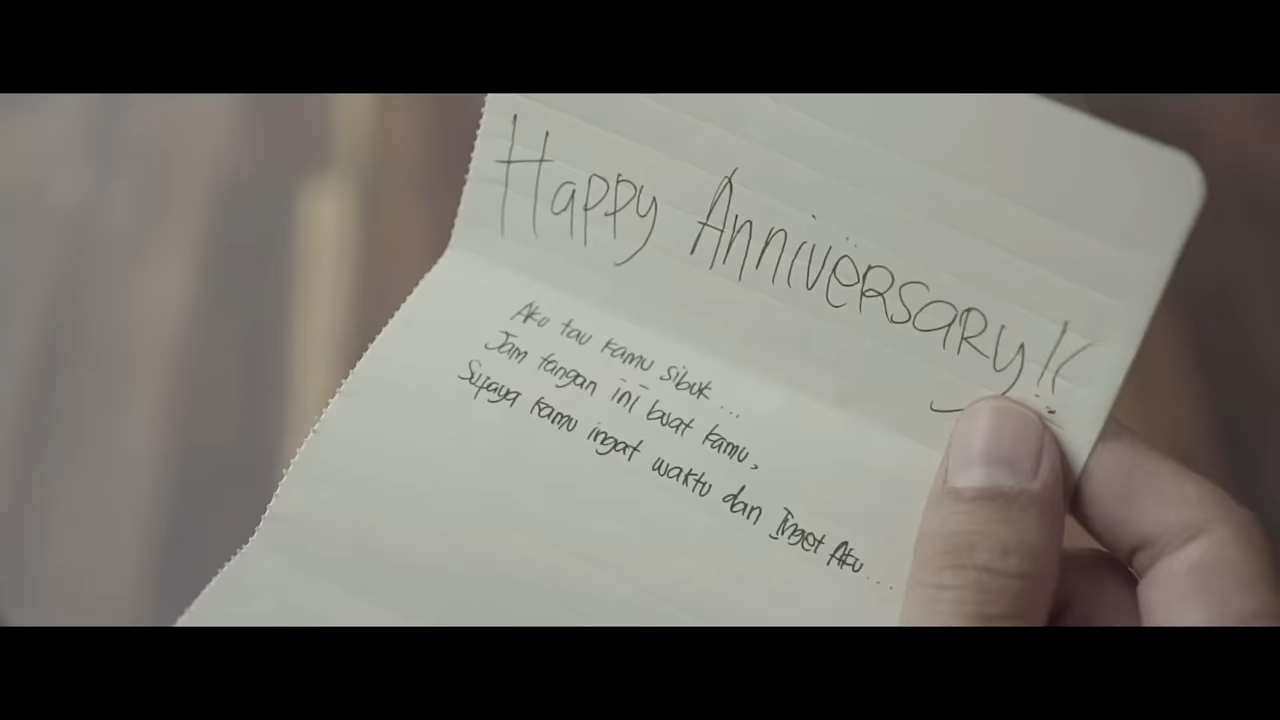 Happy Anniversary!!
Aku tau kamu sibuk...
Jam tangan ini buat kamu,
Supaya kamu ingat waktu dan Inget Aku...